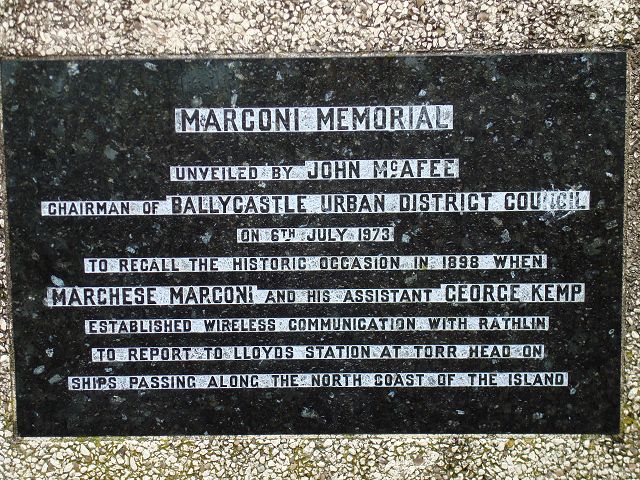 MARCONI MEMORIAL
UNVEILED BY JOHN McAFEE
CHAIRMAN OF BALLYCASTLE URBAN DISTRICT COUNCIL
ON 6TH JULY 1973
TO RECALL THE HISTORIC OCCASION IN 1898 WHEN
MARCHESE MARCONI AND HIS ASSISTANT GEORGE KEMP
ESTABLISHED WIRELESS COMMUNICATION WITH RATHLIN
TO REPORT TO LLOYDS STATION AT TORR HEAD ON
SHIPS PASSING ALONG THE NORTH COAST OF THE ISLAND